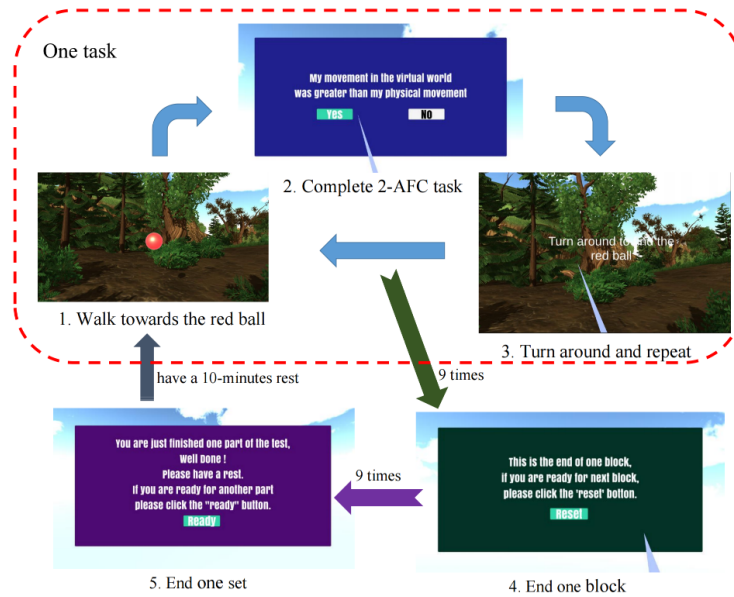 One task
My movement in the virtual world
was greater than my physical movement
Yes
No
2. Complete 2-AFC task
Turn around to find the
red ball
1. Walk towards the red ball
3. Turn around and repeat
have a 10-minutes rest
9 times
You are just finished one part of the test,
Well Done !
Please have a rest.
If you are ready for another part
please click the "ready" button.
Ready
9 times
This is the end of one block,
if you are ready for next block,
please click the 'reset' botton.
Reset
5. End one set
4. End one block